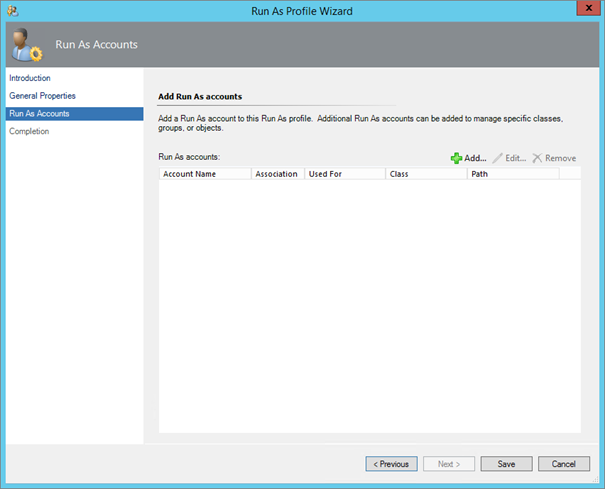 Run As Profile Wizard
x
Run As Accounts
Introduction
General Properties
Run As Accounts
Completion
Add Run As accounts
Add a Run As account to this Run As profile. Additional Run As accounts can be added to manage specific classes,
groups, or objects.
Run As accounts:
Add... Edit... Remove
Account Name Association Used For Class Path
< Previous Next > Save Cancel